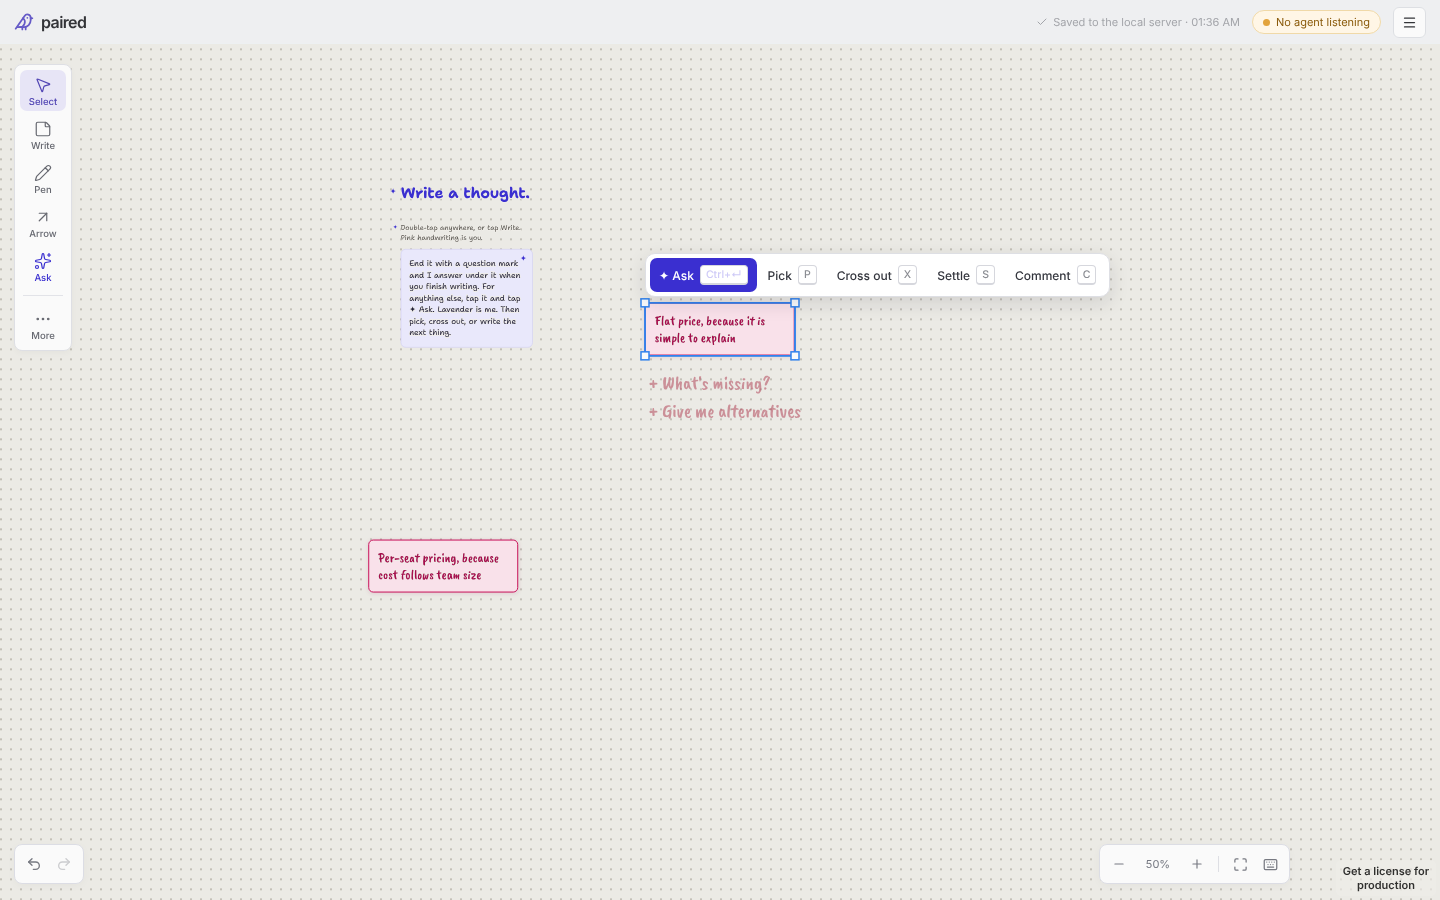 paired
Saved to the local server · 01:36 AM
No agent listening
Select
Write
Pen
Arrow
Ask
More
Write a thought.
Double-tap anywhere, or tap Write.
Pink handwriting is you.
End it with a question mark
and I answer under it when
you finish writing. For
anything else, tap it and tap
✦ Ask. Lavender is me. Then
pick, cross out, or write the
next thing.
✦ Ask Ctrl+↵ Pick P Cross out X Settle S Comment C
Flat price, because it is
simple to explain
+ What's missing?
+ Give me alternatives
Per-seat pricing, because
cost follows team size
50%
Get a license for
production